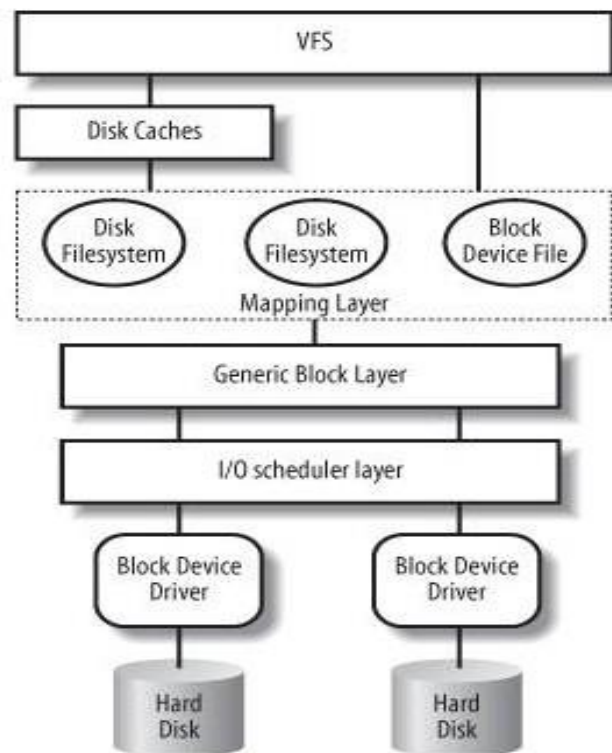 VFS
Disk Caches
Disk
Filesystem
Disk
Filesystem
Block
Device File
Mapping Layer
Generic Block Layer
I/O scheduler layer
Block Device
Driver
Block Device
Driver
Hard
Disk
Hard
Disk